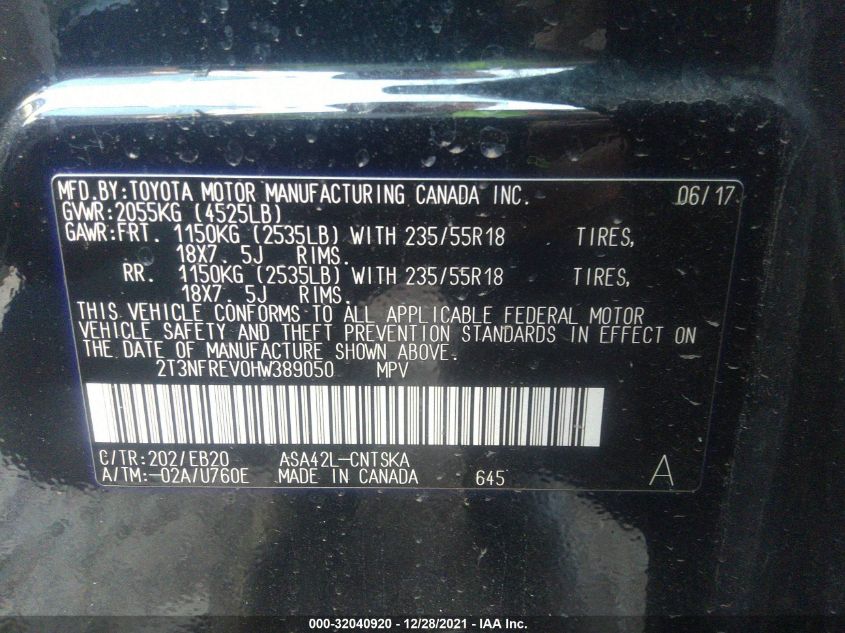 MFD.BY:TOYOTA MOTOR MANUFACTURING CANADA INC. 06/17
GVWR:2055KG (4525LB)
GAWR:FRT. 1150KG (2535LB) WITH 235/55R18 TIRES,
18X7. 5J RIMS.
RR. 1150KG (2535LB) WITH 235/55R18 TIRES,
18X7. 5J RIMS.
THIS VEHICLE CONFORMS TO ALL APPLICABLE FEDERAL MOTOR
VEHICLE SAFETY AND THEFT PREVENTION STANDARDS IN EFFECT ON
THE DATE OF MANUFACTURE SHOWN ABOVE.
2T3NFREV0HW389050 MPV
C/TR:202/EB20 ASA42L-CNTSKA
A/TM:-02A/U760E MADE IN CANADA 645 A
000-32040920 - 12/28/2021 - IAA Inc.